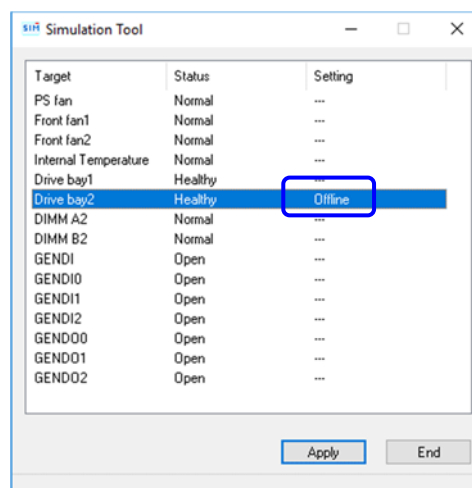 SIM Simulation Tool
Target Status Setting
PS fan Normal ---
Front fan1 Normal ---
Front fan2 Normal ---
Internal Temperature Normal ---
Drive bay1 Healthy ---
Drive bay2 Healthy Offline
DIMM A2 Normal ---
DIMM B2 Normal ---
GENDI Open ---
GENDI0 Open ---
GENDI1 Open ---
GENDI2 Open ---
GENDO0 Open ---
GENDO1 Open ---
GENDO2 Open ---
Apply End